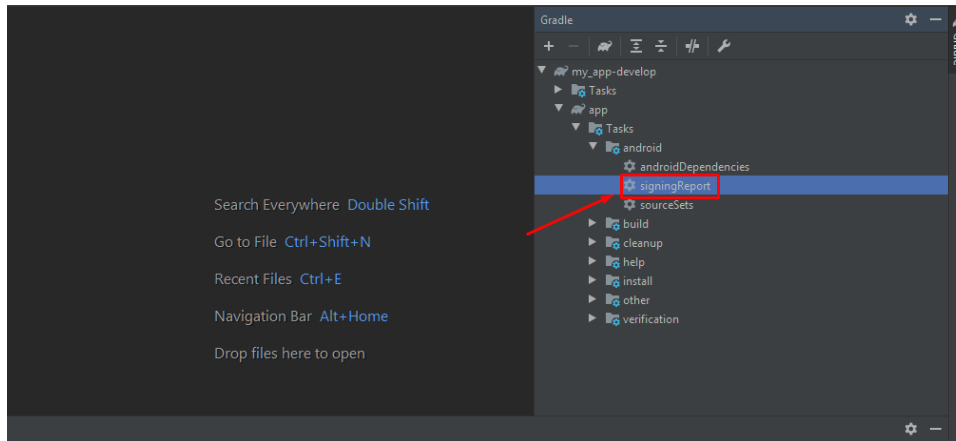 Gradle
my_app-develop
Tasks
app
Tasks
android
androidDependencies
signingReport
sourceSets
build
cleanup
help
install
other
verification
Search Everywhere Double Shift
Go to File Ctrl+Shift+N
Recent Files Ctrl+E
Navigation Bar Alt+Home
Drop files here to open